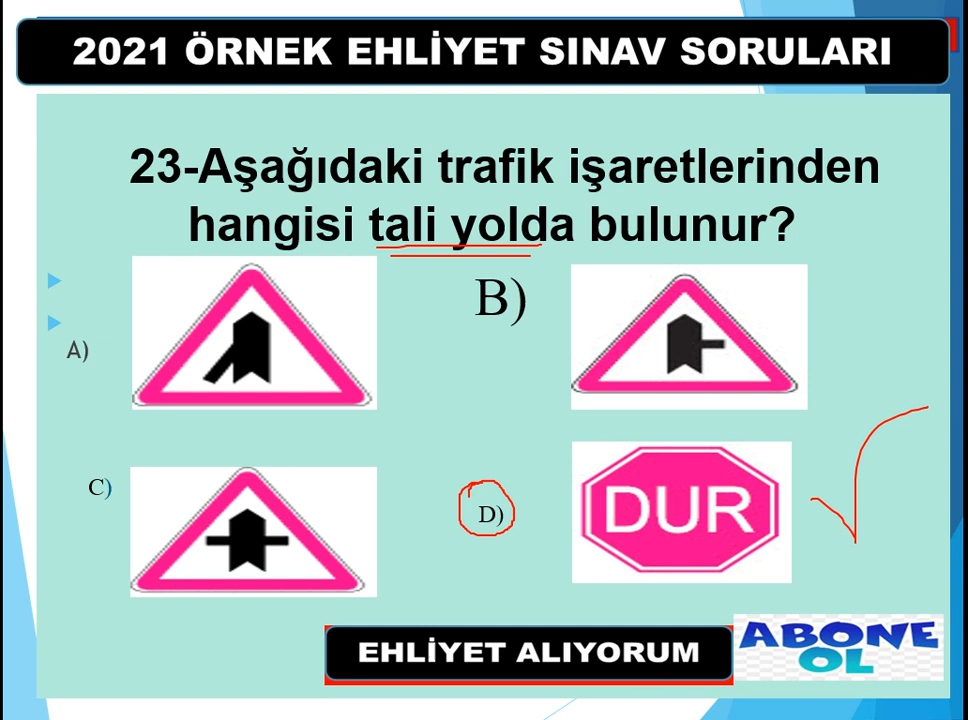 2021 ÖRNEK EHLİYET SINAV SORULARI
23-Aşağıdaki trafik işaretlerinden
hangisi tali yolda bulunur?
A)
B)
C)
D)
DUR
EHLİYET ALIYORUM
ABONE
OL